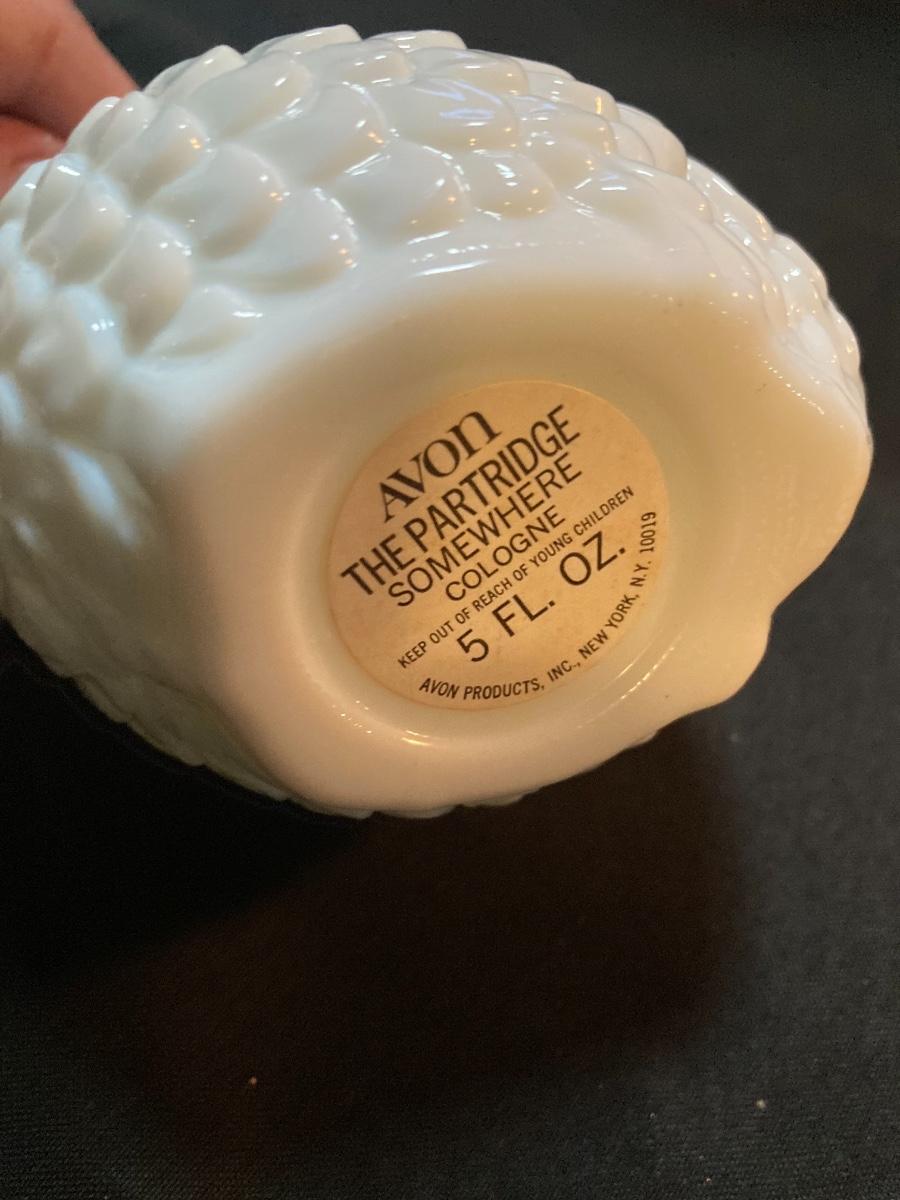 AVON
THE PARTRIDGE
SOMEWHERE
COLOGNE
KEEP OUT OF REACH OF YOUNG CHILDREN
5 FL. OZ.
AVON PRODUCTS, INC., NEW YORK, N.Y. 10019